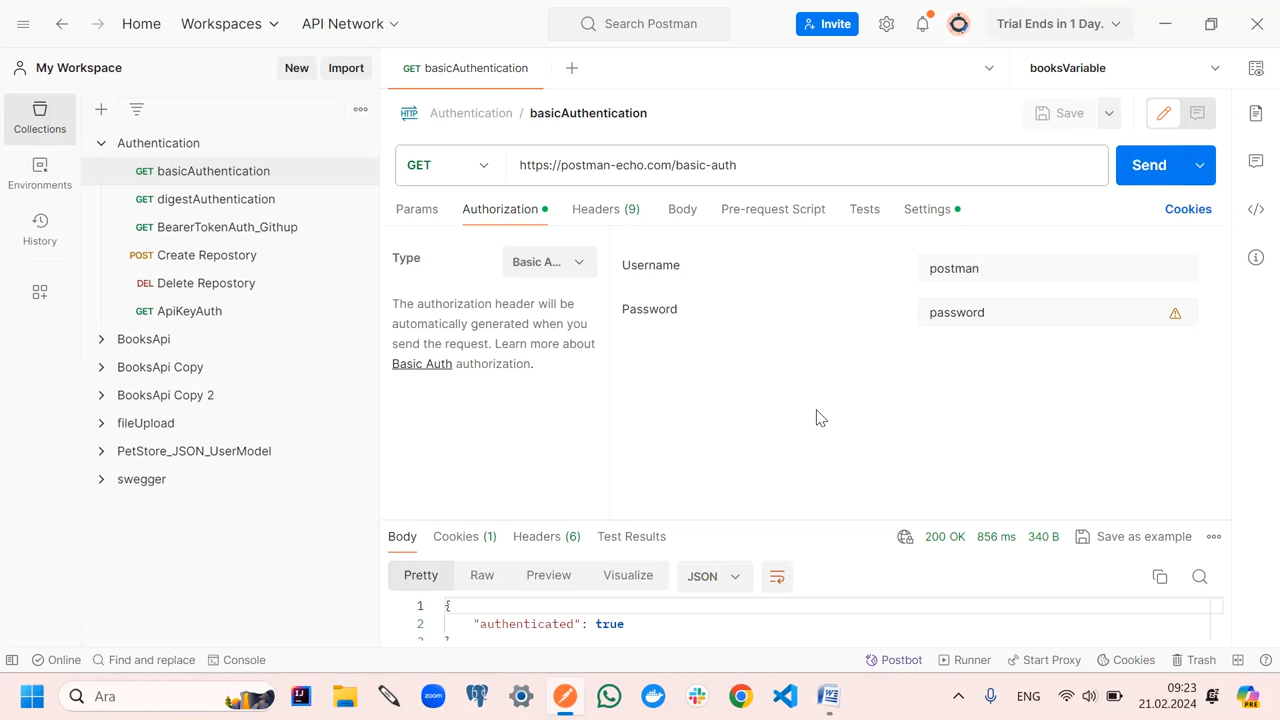 Home Workspaces API Network Search Postman Invite Trial Ends in 1 Day.
My Workspace New Import GET basicAuthentication booksVariable
Collections
Environments
History
Authentication
GET basicAuthentication
GET digestAuthentication
GET BearerTokenAuth_Githup
POST Create Repostory
DEL Delete Repostory
GET ApiKeyAuth
BooksApi
BooksApi Copy
BooksApi Copy 2
fileUpload
PetStore_JSON_UserModel
swegger
HTTP Authentication / basicAuthentication Save
GET https://postman-echo.com/basic-auth Send
Params Authorization Headers (9) Body Pre-request Script Tests Settings Cookies
Type Basic A...
The authorization header will be
automatically generated when you
send the request. Learn more about
Basic Auth authorization.
Username postman
Password password
Body Cookies (1) Headers (6) Test Results 200 OK 856 ms 340 B Save as example
Pretty Raw Preview Visualize JSON
1 {
2 "authenticated": true
Online Find and replace Console Postbot Runner Start Proxy Cookies Trash
Ara zoom ENG 09:23
21.02.2024 PRE